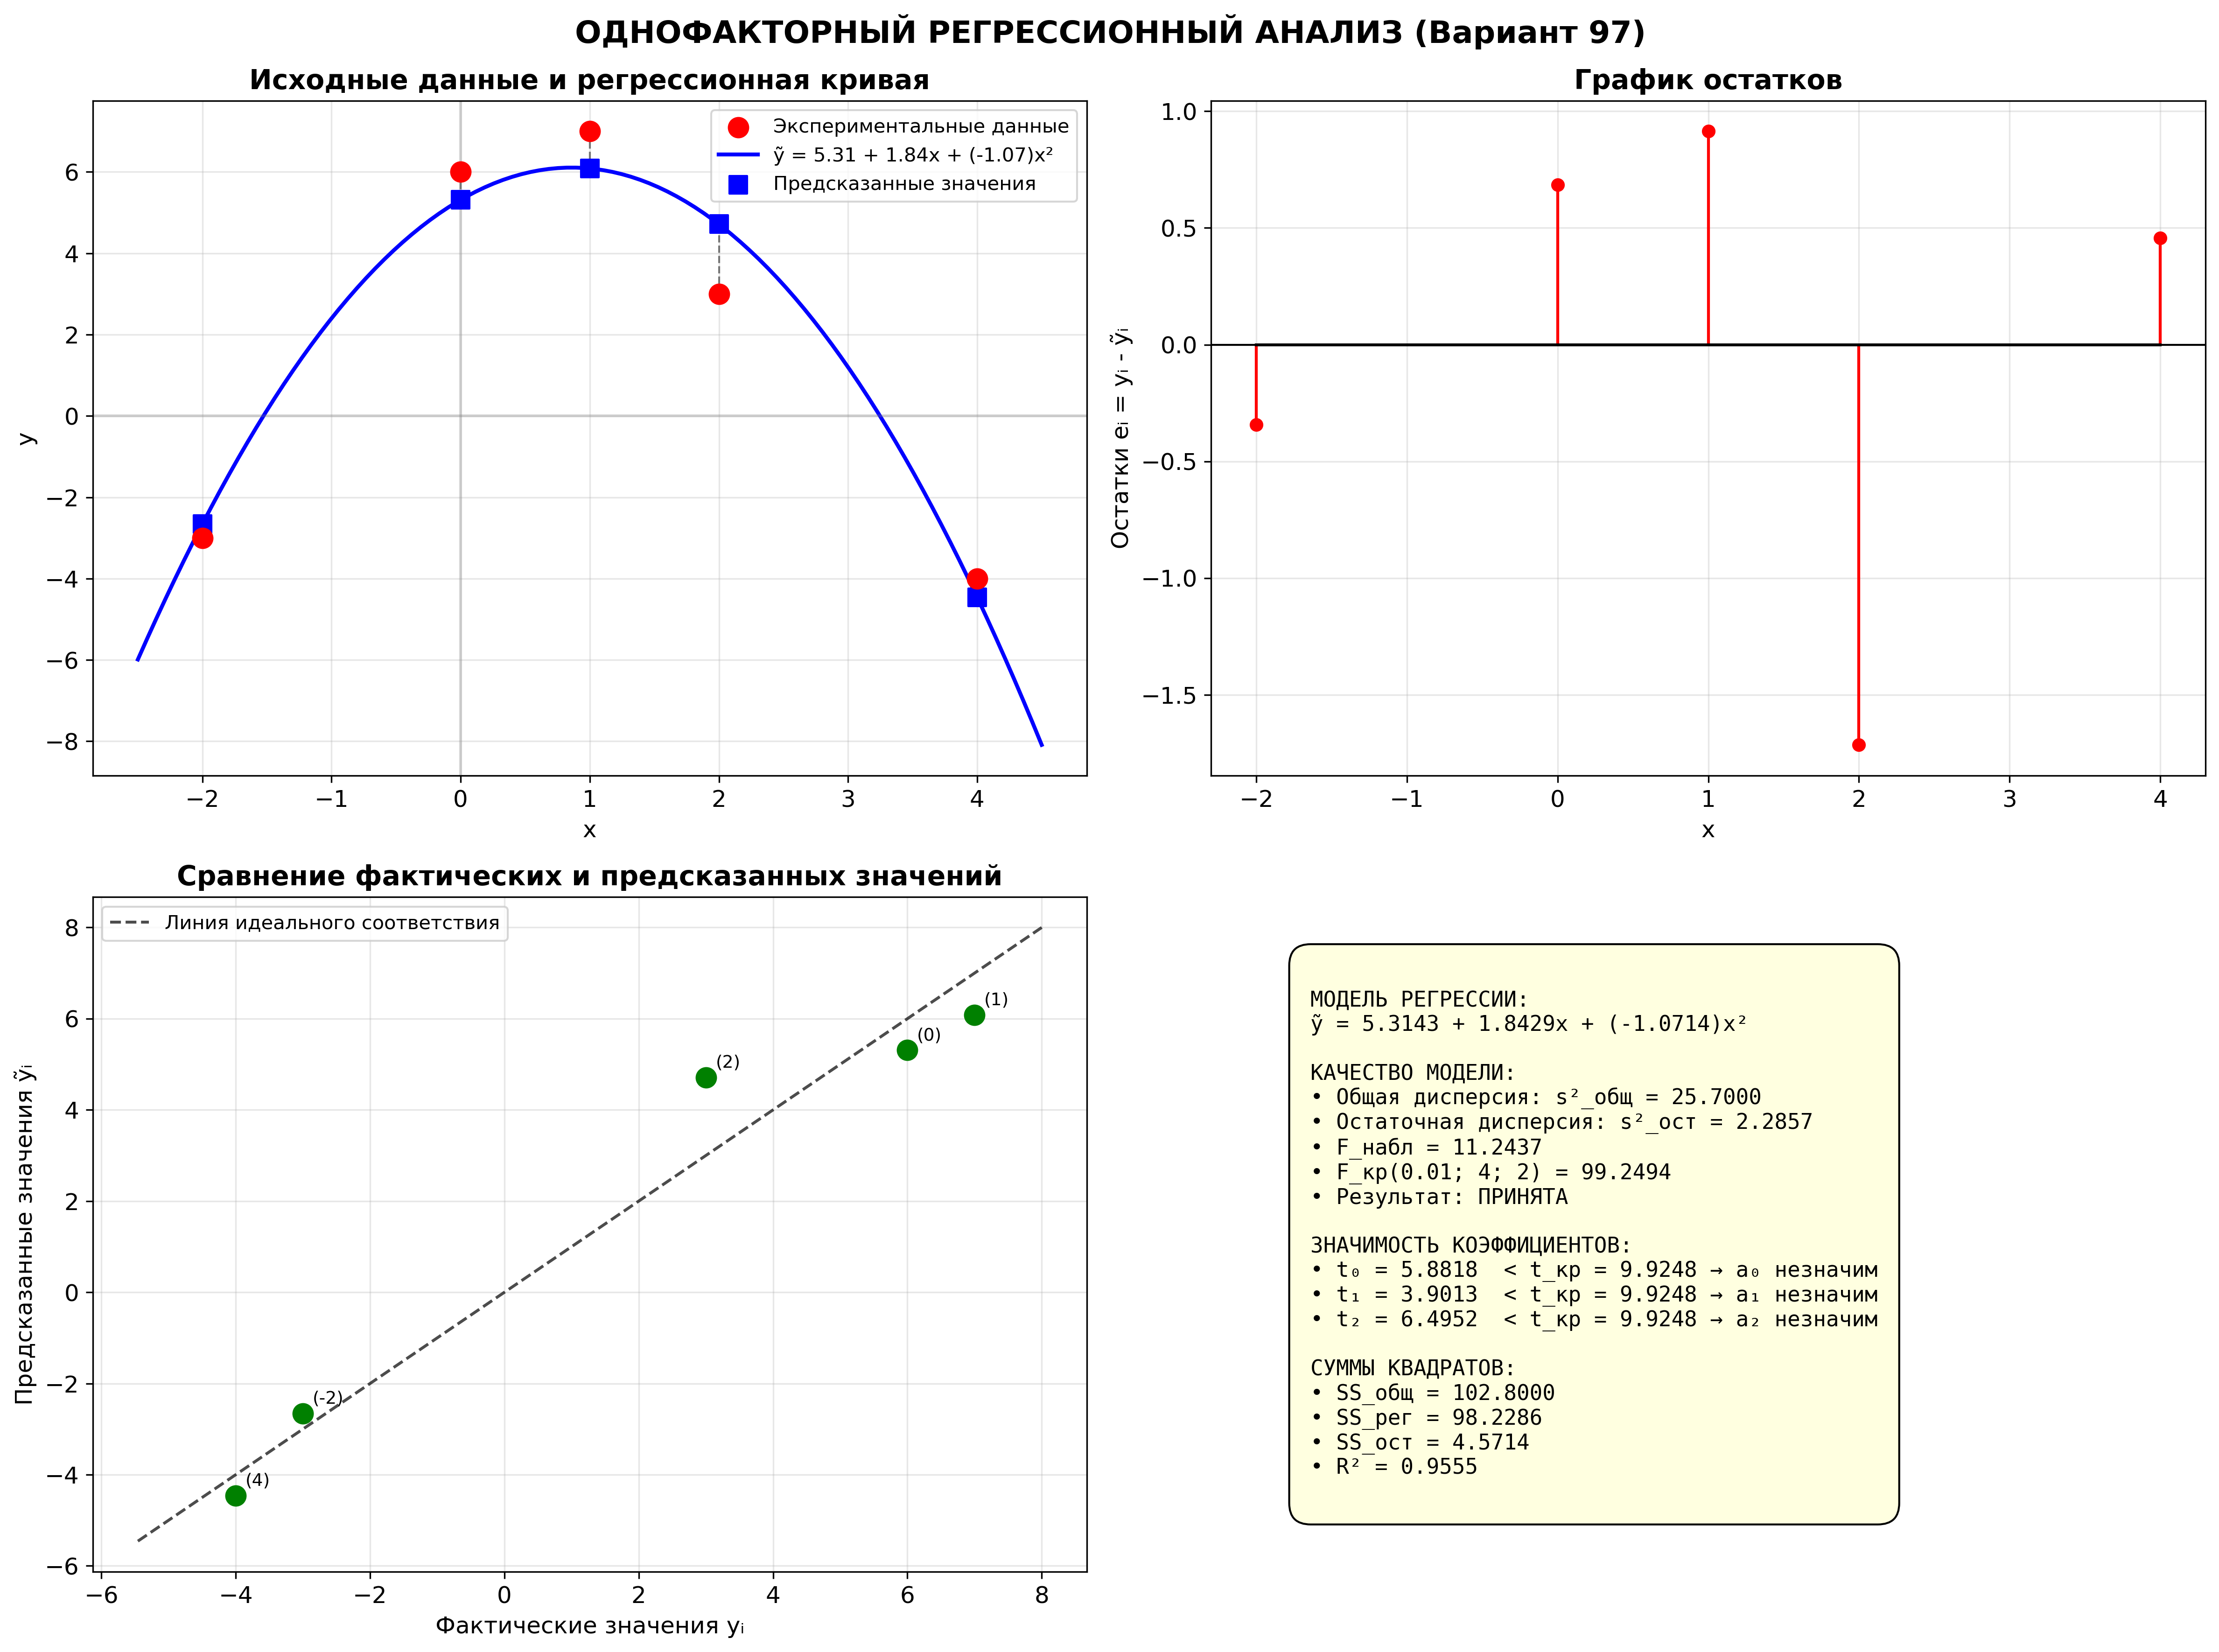 ОДНОФАКТОРНЫЙ РЕГРЕССИОННЫЙ АНАЛИЗ (Вариант 97)
Исходные данные и регрессионная кривая
Экспериментальные данные
ỹ = 5.31 + 1.84x + (-1.07)x²
Предсказанные значения
6
4
2
0
−2
−4
−6
−8
y
−2
−1
0
1
2
3
4
x
График остатков
1.0
0.5
0.0
−0.5
−1.0
−1.5
Остатки eᵢ = yᵢ - ỹᵢ
−2
−1
0
1
2
3
4
x
Сравнение фактических и предсказанных значений
Линия идеального соответствия
8
6
4
2
0
−2
−4
−6
Предсказанные значения ỹᵢ
(1)
(0)
(2)
(-2)
(4)
−6
−4
−2
0
2
4
6
8
Фактические значения yᵢ
МОДЕЛЬ РЕГРЕССИИ:
ỹ = 5.3143 + 1.8429x + (-1.0714)x²
КАЧЕСТВО МОДЕЛИ:
• Общая дисперсия: s²_общ = 25.7000
• Остаточная дисперсия: s²_ост = 2.2857
• F_набл = 11.2437
• F_кр(0.01; 4; 2) = 99.2494
• Результат: ПРИНЯТА
ЗНАЧИМОСТЬ КОЭФФИЦИЕНТОВ:
• t₀ = 5.8818  < t_кр = 9.9248 → a₀ незначим
• t₁ = 3.9013  < t_кр = 9.9248 → a₁ незначим
• t₂ = 6.4952  < t_кр = 9.9248 → a₂ незначим
СУММЫ КВАДРАТОВ:
• SS_общ = 102.8000
• SS_рег = 98.2286
• SS_ост = 4.5714
• R² = 0.9555